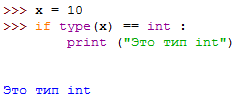 >>> x = 10
>>> if type(x) == int :
        print ("Это тип int")
Это тип int